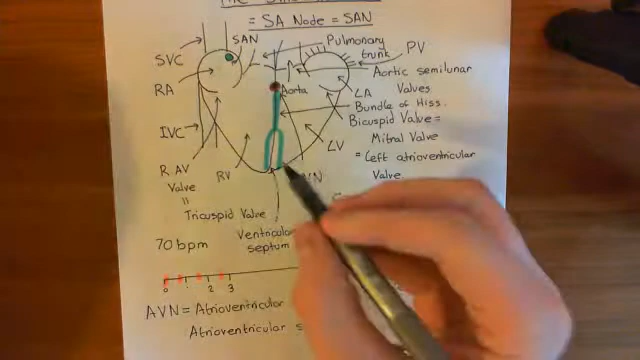 = SA Node = SAN
SAN
Pulmonary
trunk
PV
SVC
RA
Aortic semilunar
Valves
LA
Aorta
Bundle of Hiss.
Bicuspid Valve =
Mitral Valve
= Left atrioventricular
Valve
IVC
LV
R AV
Valve
=
Tricuspid Valve
RV
Ventricular
septum
70 bpm
0 1 2 3
AVN = Atrioventricular
Atrioventricular s